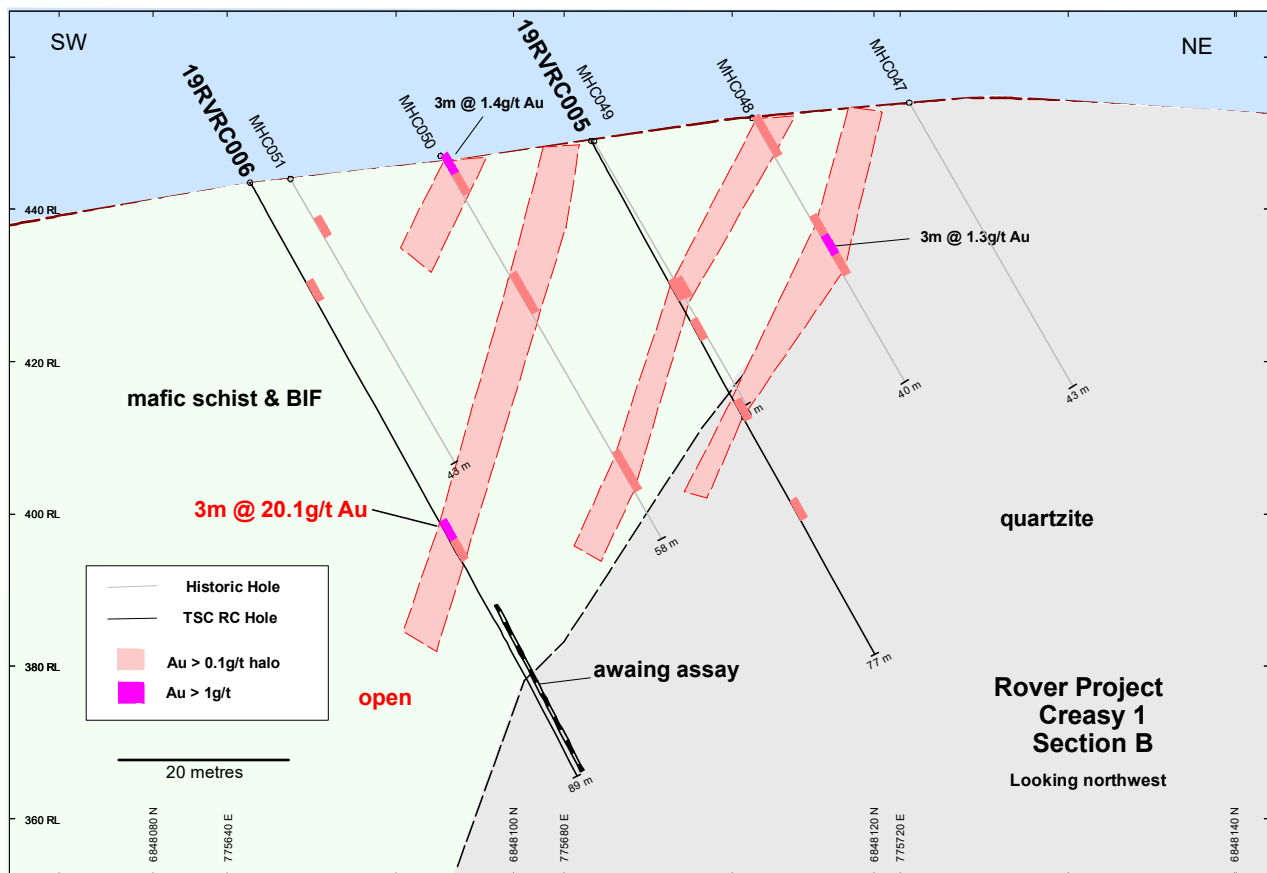 SW
NE
19RVRC006
MHC051
MHC050
3m @ 1.4g/t Au
19RVRC005
MHC049
MHC048
MHC047
3m @ 1.3g/t Au
440 RL
420 RL
400 RL
380 RL
360 RL
mafic schist & BIF
3m @ 20.1g/t Au
43 m
58 m
m
40 m
43 m
77 m
89 m
quartzite
Historic Hole
TSC RC Hole
Au > 0.1g/t halo
Au > 1g/t
open
awaing assay
Rover Project
Creasy 1
Section B
Looking northwest
20 metres
6848080 N
775640 E
6848100 N
775680 E
6848120 N
775720 E
6848140 N